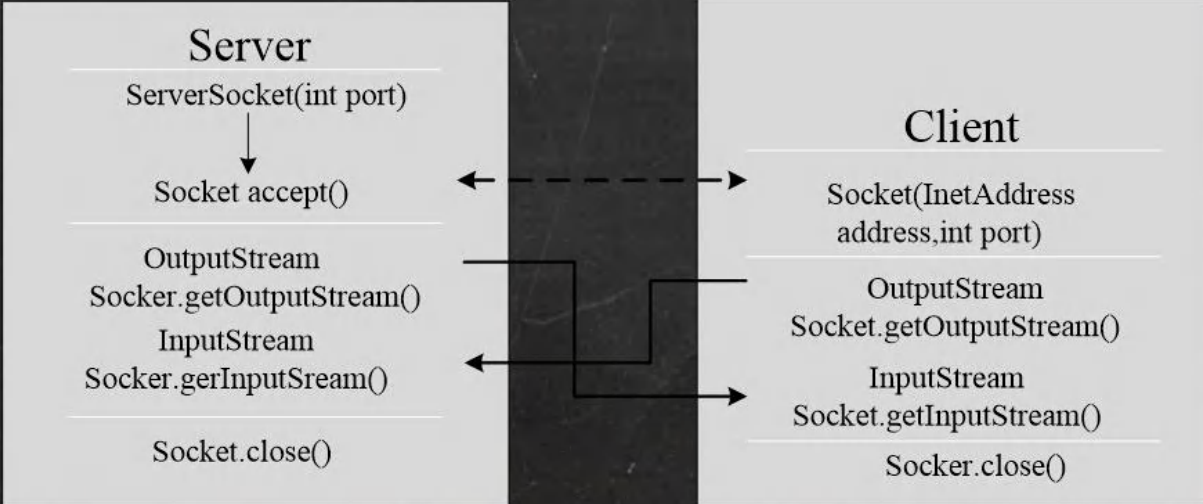 Server
ServerSocket(int port)
Socket accept()
OutputStream
Socker.getOutputStream()
InputStream
Socker.gerInputSream()
Socket.close()
Client
Socket(InetAddress
address,int port)
OutputStream
Socket.getOutputStream()
InputStream
Socket.getInputStream()
Socker.close()